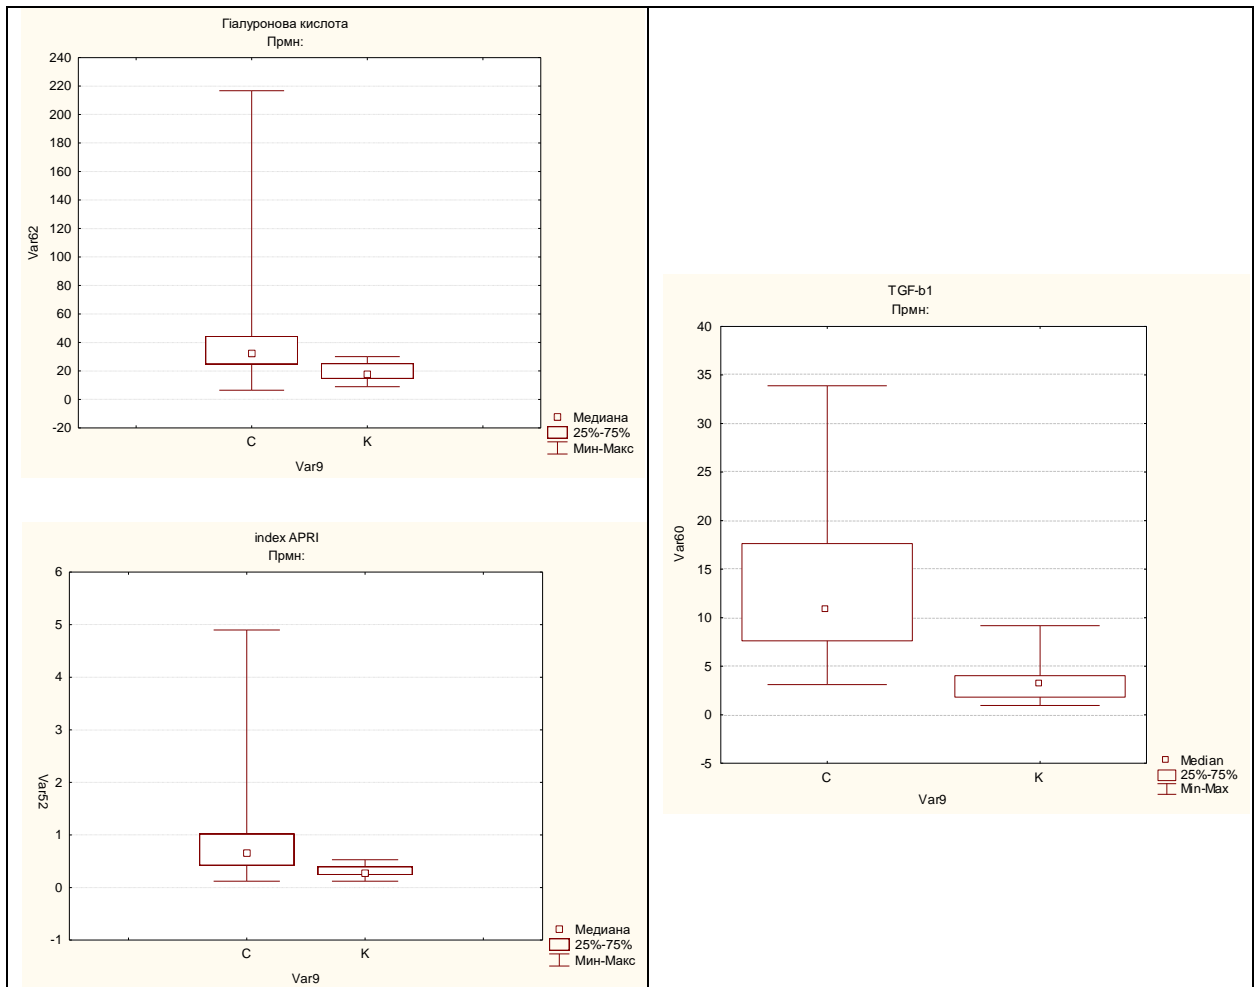 Гіалуронова кислота
Прмн:
240
220
200
180
160
140
120
100
80
60
40
20
0
-20
Var62
C K
Var9
Медиана
25%-75%
Мин-Макс
index APRI
Прмн:
6
5
4
3
2
1
0
-1
Var52
C K
Var9
Медиана
25%-75%
Мин-Макс
TGF-b1
Прмн:
40
35
30
25
20
15
10
5
0
-5
Var60
C K
Var9
Median
25%-75%
Min-Max